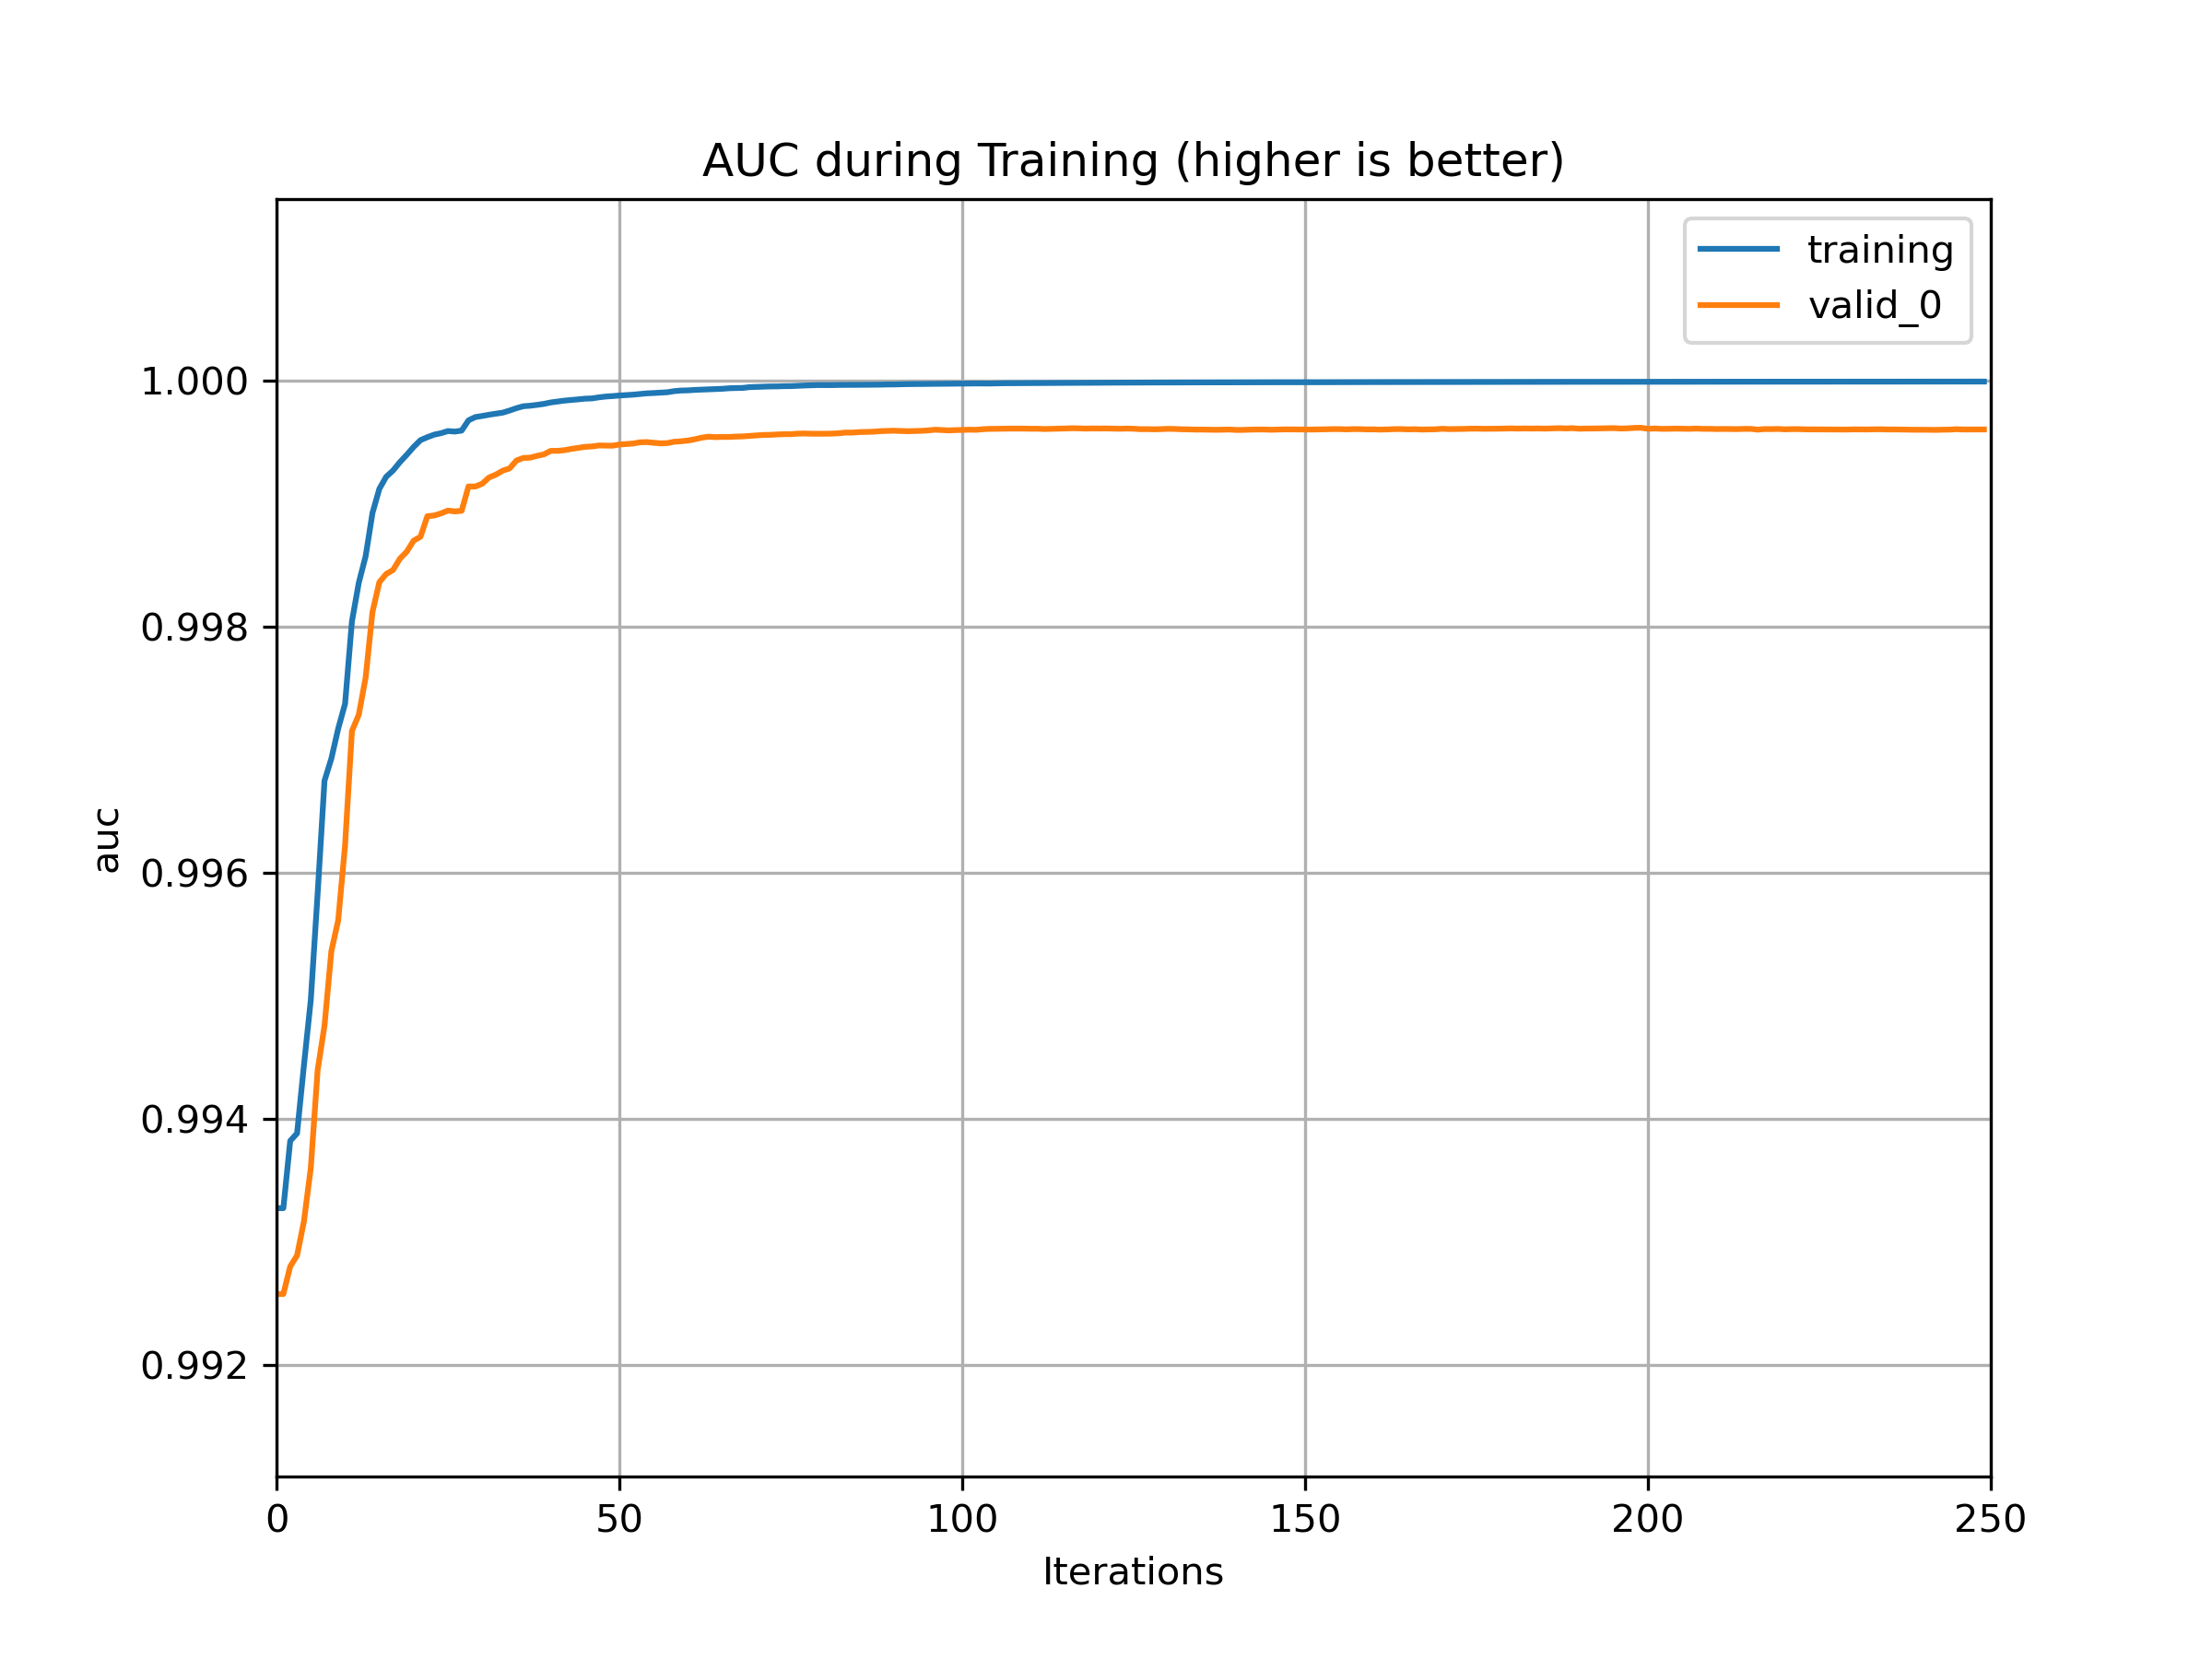 AUC during Training (higher is better)
training
valid_0
1.000
0.998
0.996
0.994
0.992
auc
0 50 100 150 200 250
Iterations